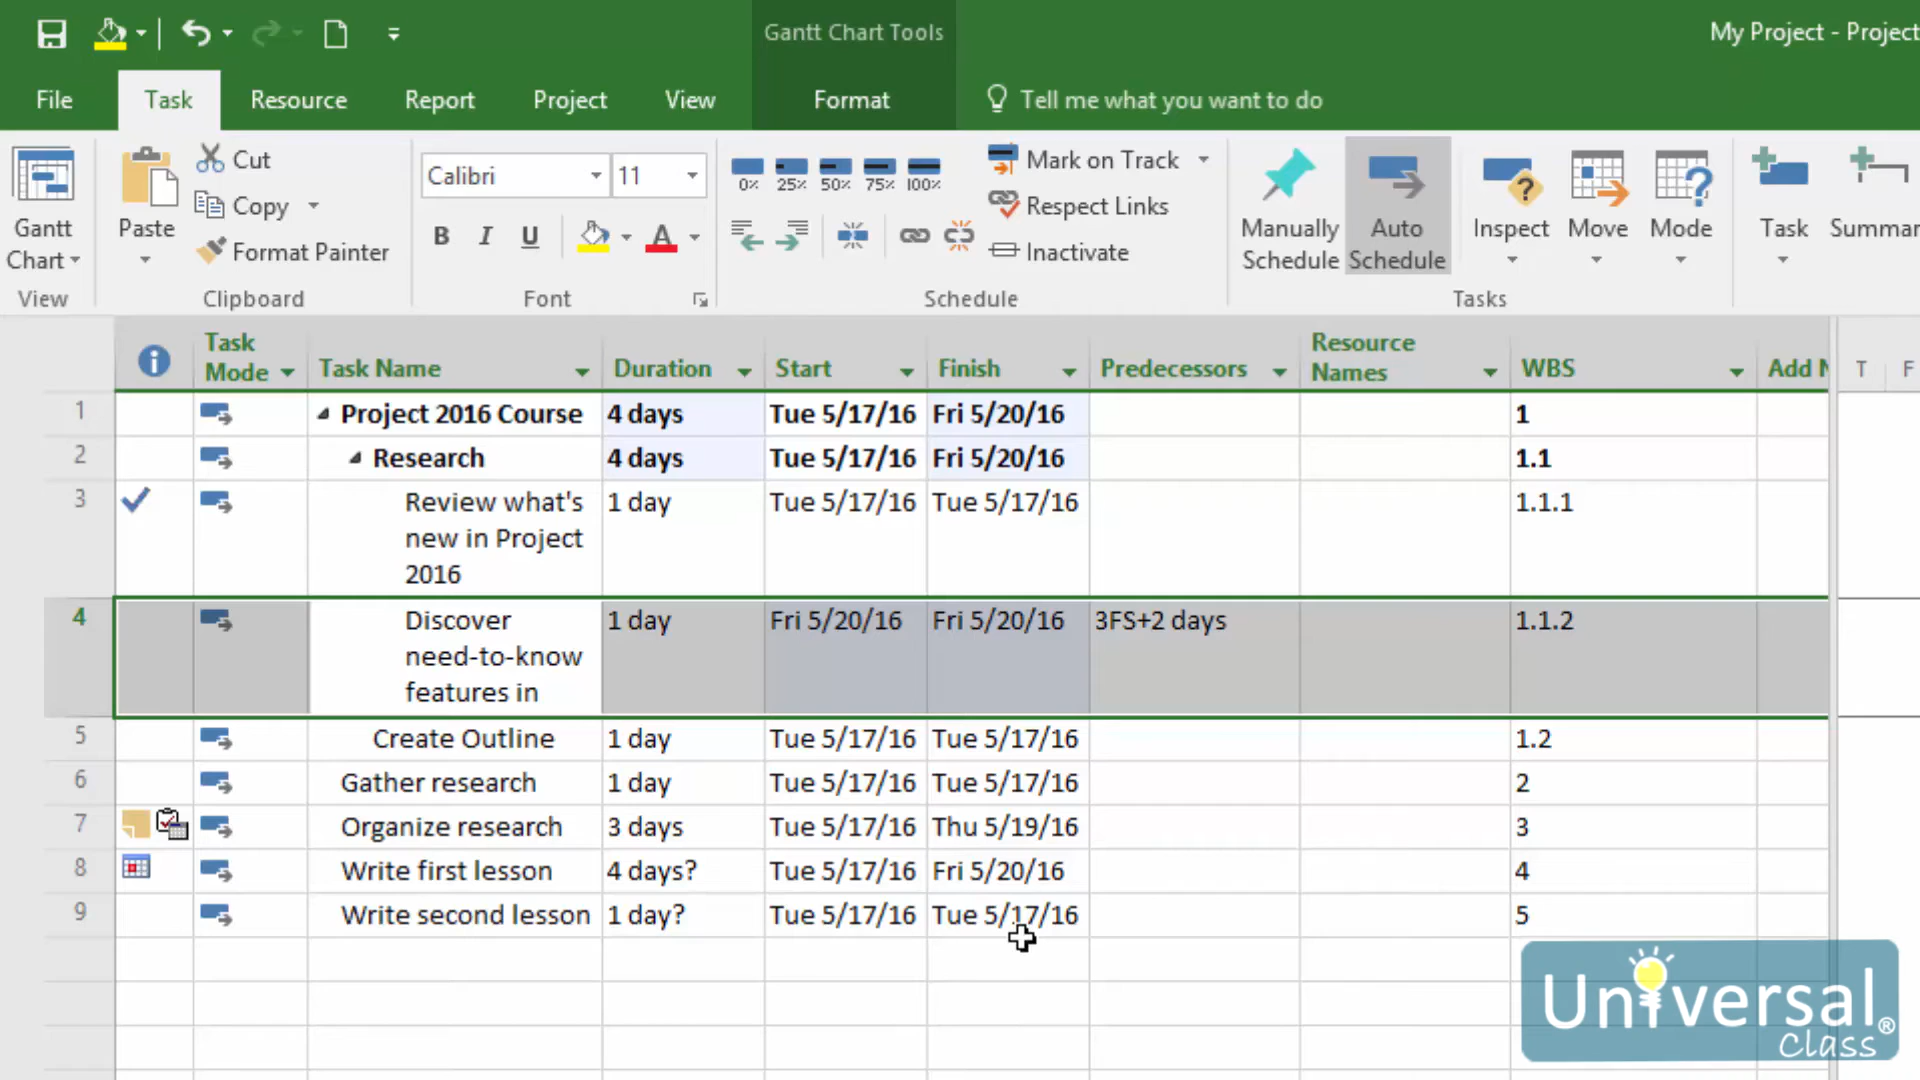 Gantt Chart Tools
My Project - Project
File Task Resource Report Project View Format Tell me what you want to do
Gantt Chart
View
Paste
Cut
Copy
Format Painter
Clipboard
Calibri 11
B I U A
Font
0% 25% 50% 75% 100%
Mark on Track
Respect Links
Inactivate
Schedule
Manually Schedule
Auto Schedule
Inspect
Move
Mode
Tasks
Task
Summar
Task Mode Task Name Duration Start Finish Predecessors Resource Names WBS Add N T F
1 Project 2016 Course 4 days Tue 5/17/16 Fri 5/20/16 1
2 Research 4 days Tue 5/17/16 Fri 5/20/16 1.1
3 Review what's 1 day Tue 5/17/16 Tue 5/17/16 1.1.1
new in Project
2016
4 Discover 1 day Fri 5/20/16 Fri 5/20/16 3FS+2 days 1.1.2
need-to-know
features in
5 Create Outline 1 day Tue 5/17/16 Tue 5/17/16 1.2
6 Gather research 1 day Tue 5/17/16 Tue 5/17/16 2
7 Organize research 3 days Tue 5/17/16 Thu 5/19/16 3
8 Write first lesson 4 days? Tue 5/17/16 Fri 5/20/16 4
9 Write second lesson 1 day? Tue 5/17/16 Tue 5/17/16 5
Universal®
Class